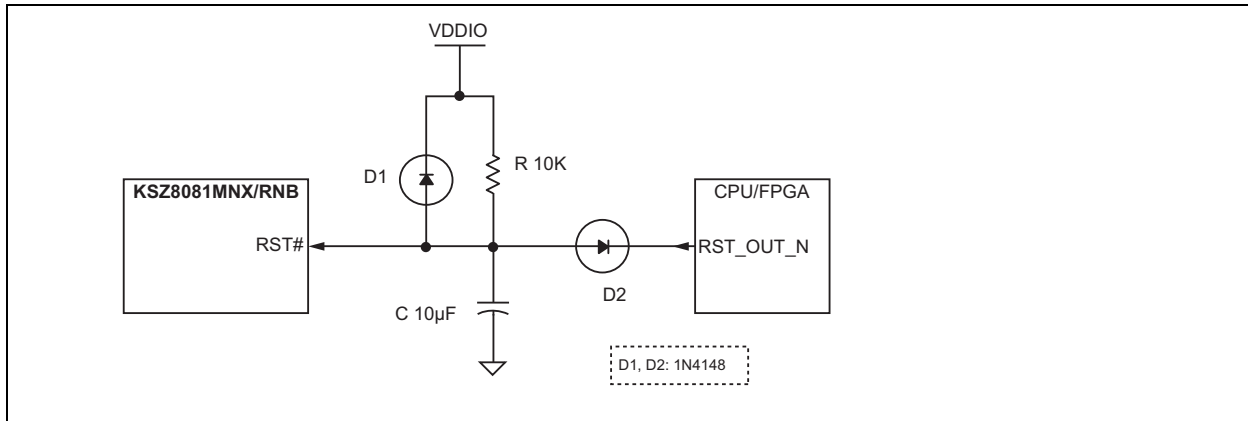 VDDIO
D1
R 10K
KSZ8081MNX/RNB
RST#
CPU/FPGA
RST_OUT_N
D2
C 10µF
D1, D2: 1N4148